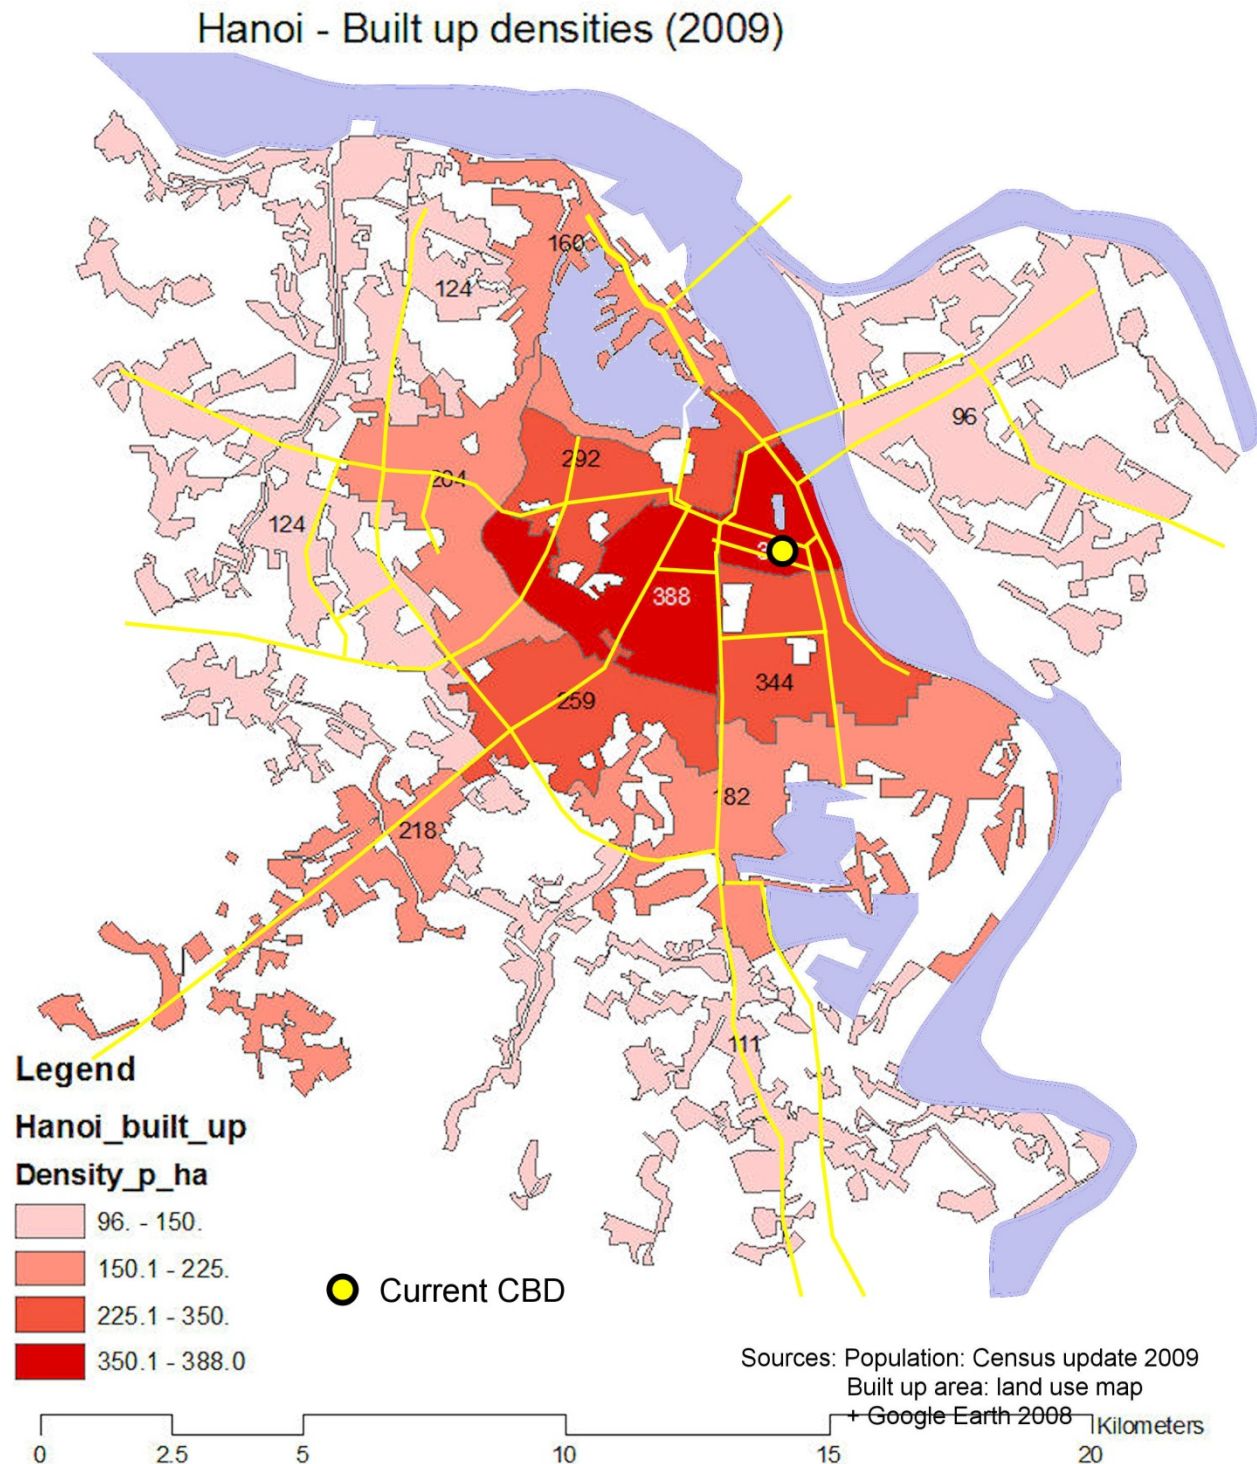 Hanoi - Built up densities (2009)
160
124
96
292
204
124
388
344
259
182
218
111
Legend
Hanoi_built_up
Density_p_ha
96. - 150.
150.1 - 225.
225.1 - 350.
350.1 - 388.0
Current CBD
Sources: Population: Census update 2009
Built up area: land use map
+ Google Earth 2008
Kilometers
0 2.5 5 10 15 20